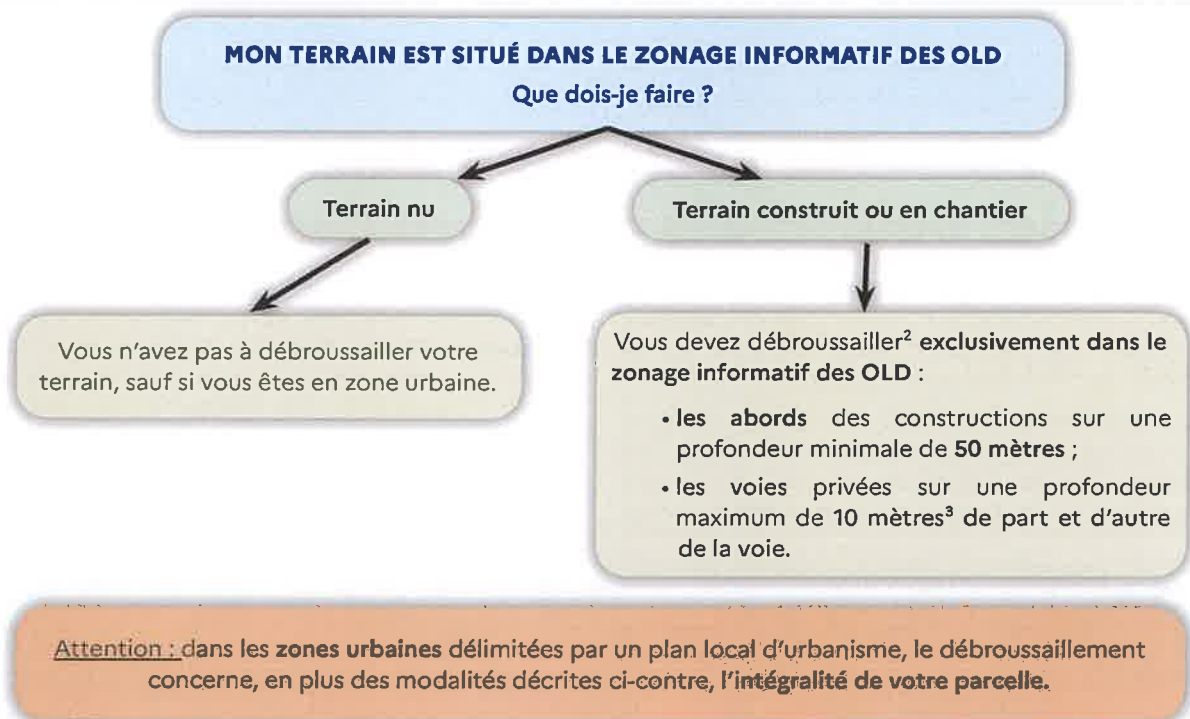 MON TERRAIN EST SITUÉ DANS LE ZONAGE INFORMATIF DES OLD
Que dois-je faire ?
Terrain nu
Terrain construit ou en chantier
Vous n'avez pas à débroussailler votre
terrain, sauf si vous êtes en zone urbaine.
Vous devez débroussailler² exclusivement dans le
zonage informatif des OLD :
• les abords des constructions sur une
profondeur minimale de 50 mètres ;
• les voies privées sur une profondeur
maximum de 10 mètres³ de part et d'autre
de la voie.
Attention : dans les zones urbaines délimitées par un plan local d'urbanisme, le débroussaillement
concerne, en plus des modalités décrites ci-contre, l'intégralité de votre parcelle.